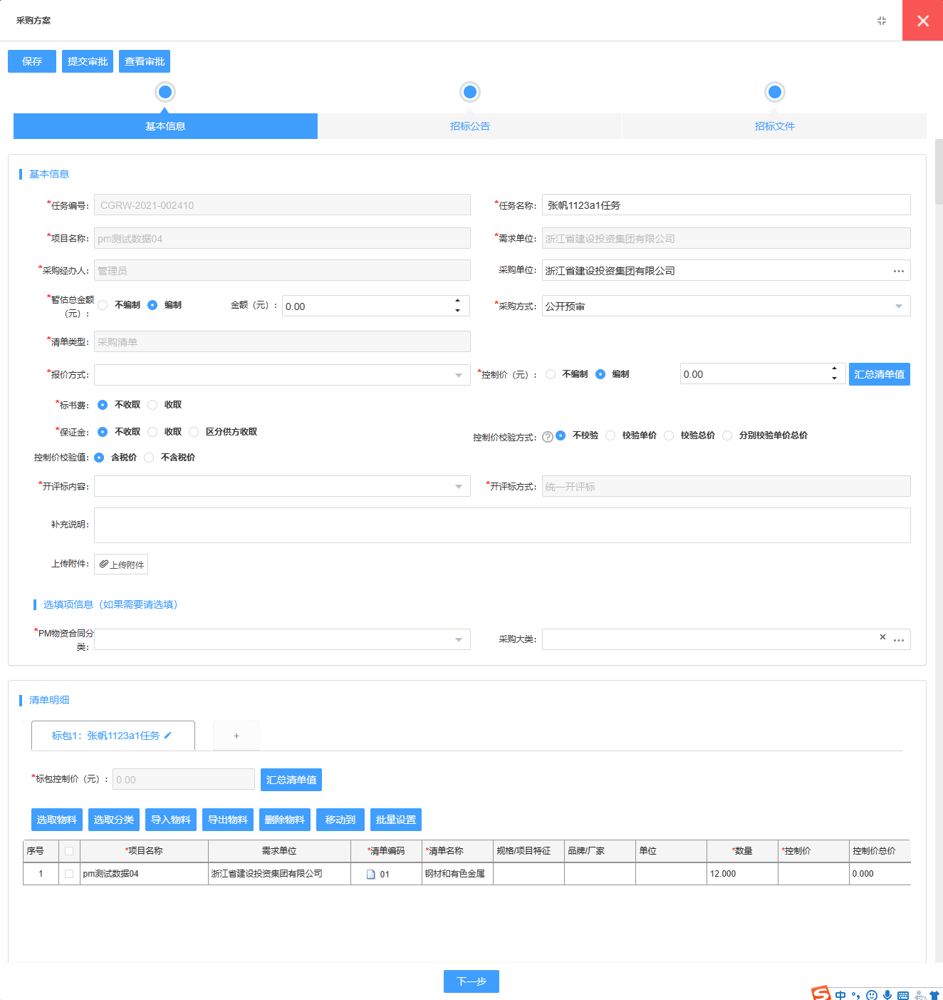 采购方案
保存 提交审批 查看审批
基本信息 招标公告 招标文件
基本信息
*任务编号： CGRW-2021-002410 *任务名称： 张帆1123a1任务
*项目名称： pm测试数据04 *需求单位： 浙江省建设投资集团有限公司
*采购经办人： 管理员 采购单位： 浙江省建设投资集团有限公司 ...
*暂估总金额（元）： 不编制 编制 金额（元）： 0.00 *采购方式： 公开预审
*清单类型： 采购清单
*报价方式： *控制价（元）： 不编制 编制 0.00 汇总清单值
*标书费： 不收取 收取
*保证金： 不收取 收取 区分供方收取 控制价校验方式： ? 不校验 校验单价 校验总价 分别校验单价总价
控制价校验值： 含税价 不含税价
*开评标内容： *开评标方式： 统一开评标
补充说明：
上传附件： 上传附件
选填项信息（如果需要请选填）
*PM物资合同分类： 采购大类： × ...
清单明细
标包1：张帆1123a1任务 +
*标包控制价（元）： 0.00 汇总清单值
选取物料 选取分类 导入物料 导出物料 删除物料 移动到 批量设置
序号 *项目名称 需求单位 *清单编码 *清单名称 规格/项目特征 品牌/厂家 单位 *数量 *控制价 控制价总价
1 pm测试数据04 浙江省建设投资集团有限公司 01 钢材和有色金属 12.000 0.000
下一步
S 中